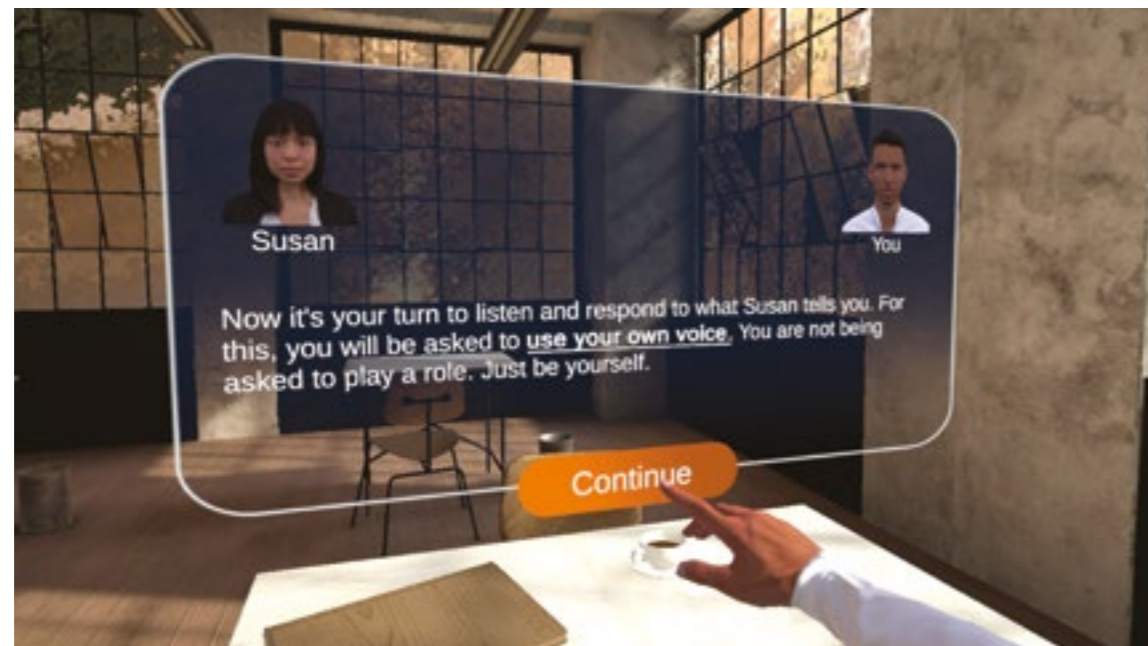 Susan
You
Now it's your turn to listen and respond to what Susan tells you. For
this, you will be asked to use your own voice. You are not being
asked to play a role. Just be yourself.
Continue